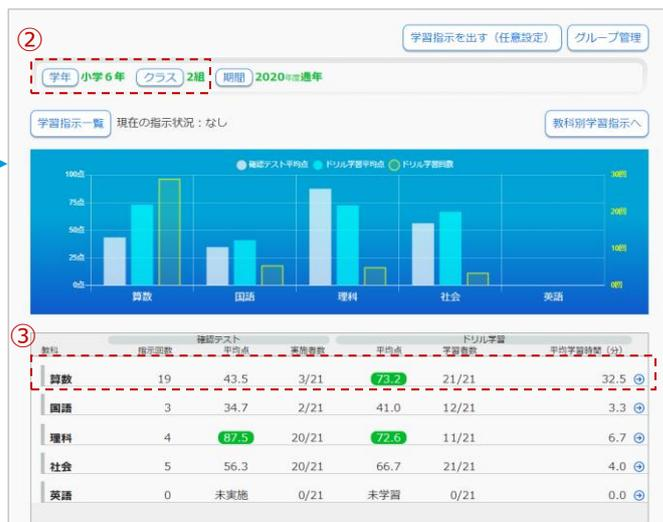 ②
学習指示を出す（任意設定） グループ管理
学年 小学6年 クラス 2組 期間 2020年度通年
学習指示一覧 現在の指示状況：なし 教科別学習指示へ
確認テスト平均点 ドリル学習平均点 ドリル学習回数
100点 30回
75点
20回
50点
10回
25点
0点 0回
算数 国語 理科 社会 英語
③
確認テスト ドリル学習
教科 指示回数 平均点 実施者数 平均点 学習者数 平均学習時間（分）
算数 19 43.5 3/21 73.2 21/21 32.5
国語 3 34.7 2/21 41.0 12/21 3.3
理科 4 87.5 20/21 72.6 11/21 6.7
社会 5 56.3 20/21 66.7 21/21 4.0
英語 0 未実施 0/21 未学習 0/21 0.0